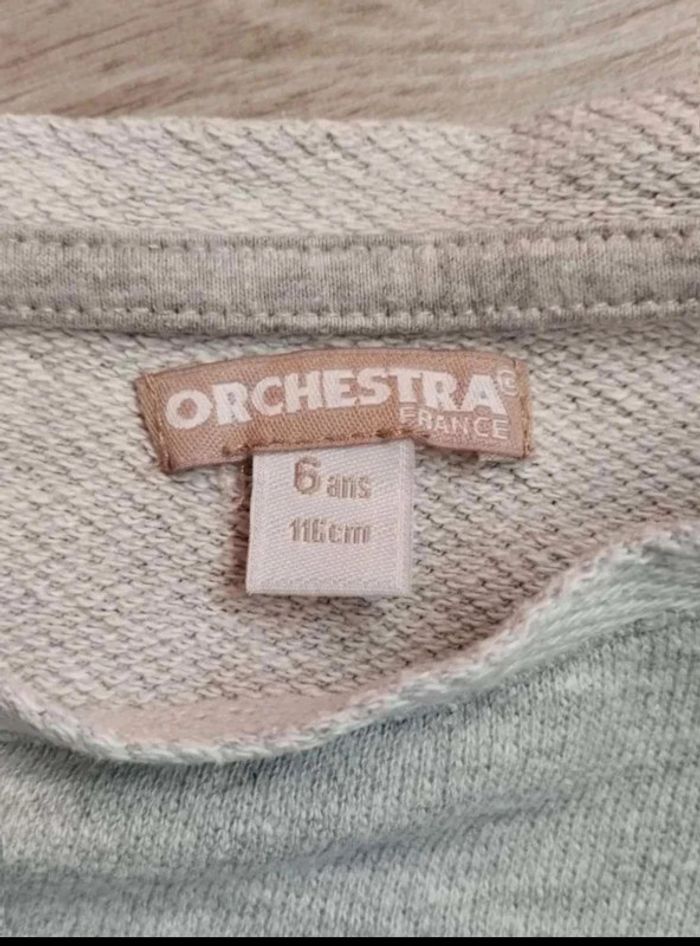 ORCHESTRA©
FRANCE
6 ans
116cm